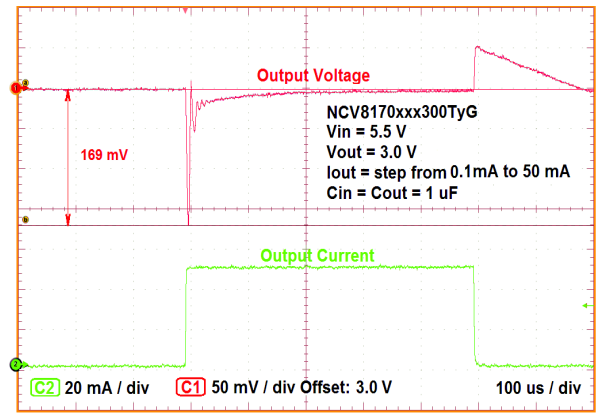 1
a
Output Voltage
169 mV
NCV8170xxx300TyG
Vin = 5.5 V
Vout = 3.0 V
Iout = step from 0.1mA to 50 mA
Cin = Cout = 1 uF
b
Output Current
2
C2 20 mA / div C1 50 mV / div Offset: 3.0 V 100 us / div